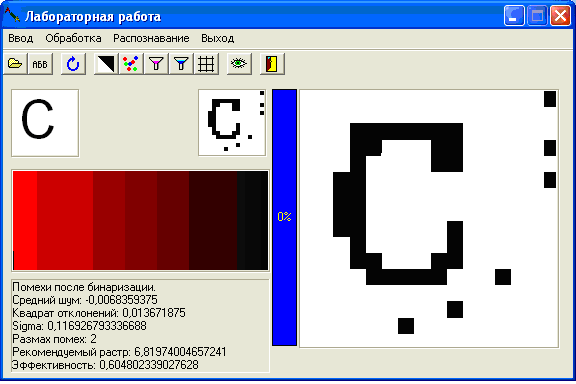 Лабораторная работа
Ввод Обработка Распознавание Выход
АБВ
С
0%
Помехи после бинаризации.
Средний шум: -0,0068359375
Квадрат отклонений: 0,013671875
Sigma: 0,116926793336688
Размах помех: 2
Рекомендуемый растр: 6,81974004657241
Эффективность: 0,604802339027628